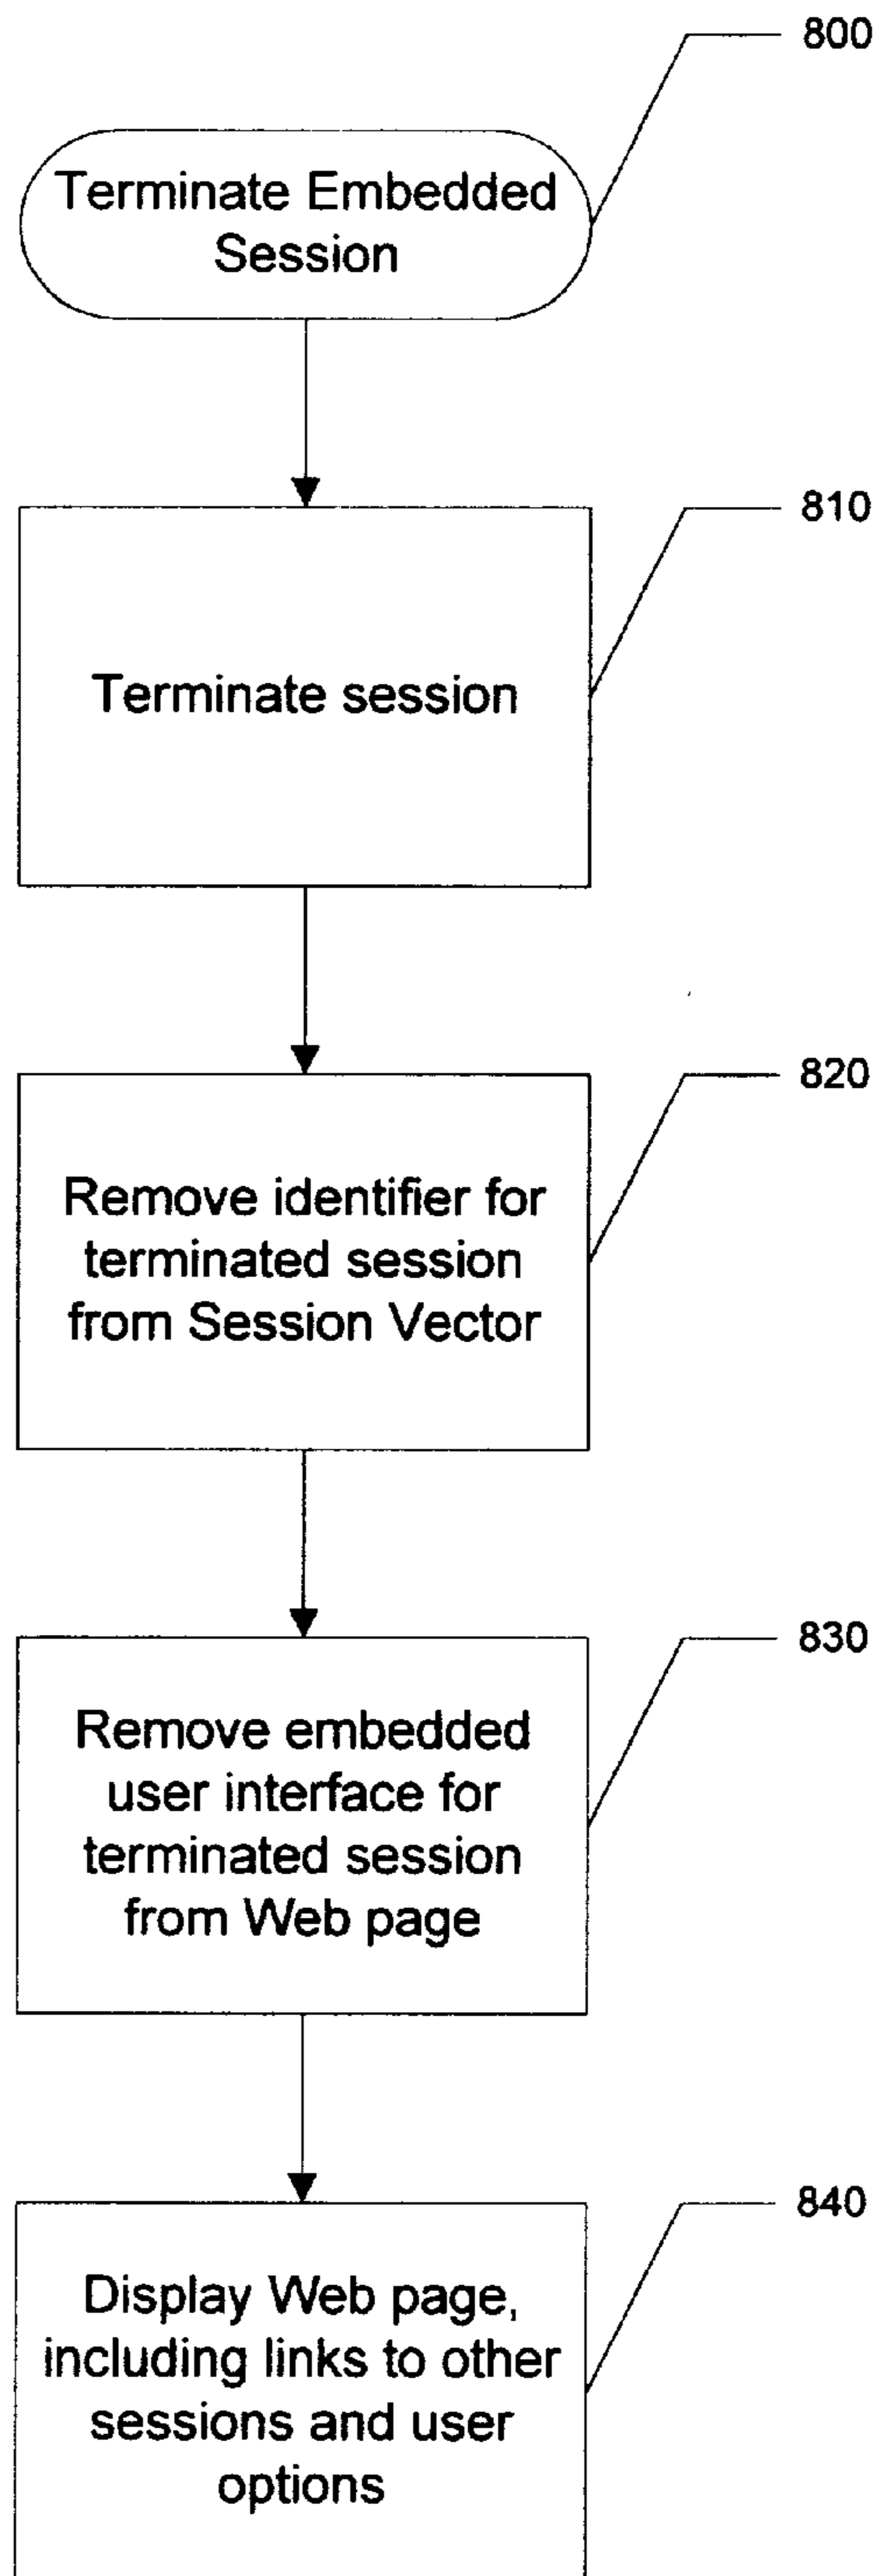 800
Terminate Embedded
Session
810
Terminate session
820
Remove identifier for
terminated session
from Session Vector
830
Remove embedded
user interface for
terminated session
from Web page
840
Display Web page,
including links to other
sessions and user
options